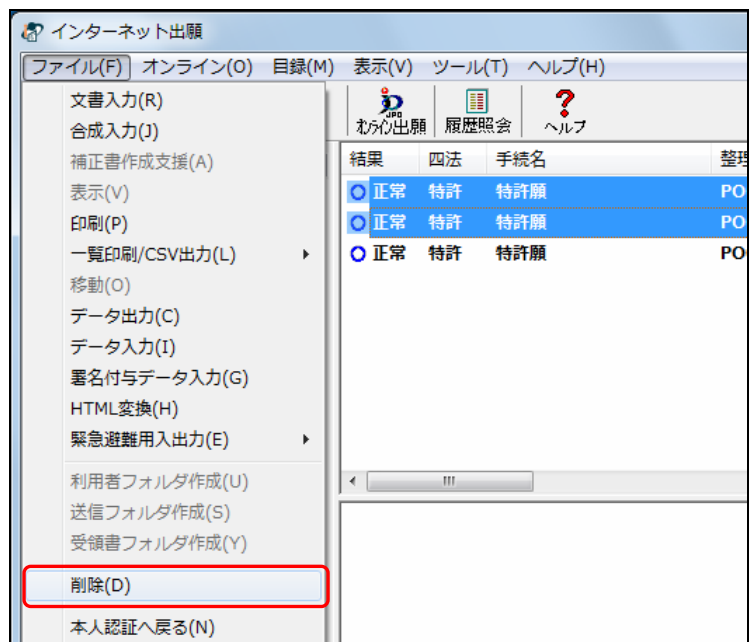 インターネット出願
ファイル(F) オンライン(O) 目録(M) 表示(V) ツール(T) ヘルプ(H)
文書入力(R)
合成入力(J)
補正書作成支援(A)
表示(V)
印刷(P)
一覧印刷/CSV出力(L)
移動(O)
データ出力(C)
データ入力(I)
署名付与データ入力(G)
HTML変換(H)
緊急避難用入出力(E)
利用者フォルダ作成(U)
送信フォルダ作成(S)
受領書フォルダ作成(Y)
削除(D)
本人認証へ戻る(N)
JPO
オンライン出願 履歴照会 ヘルプ
結果 四法 手続名 整理
正常 特許 特許願 PO
正常 特許 特許願 PO
正常 特許 特許願 PO